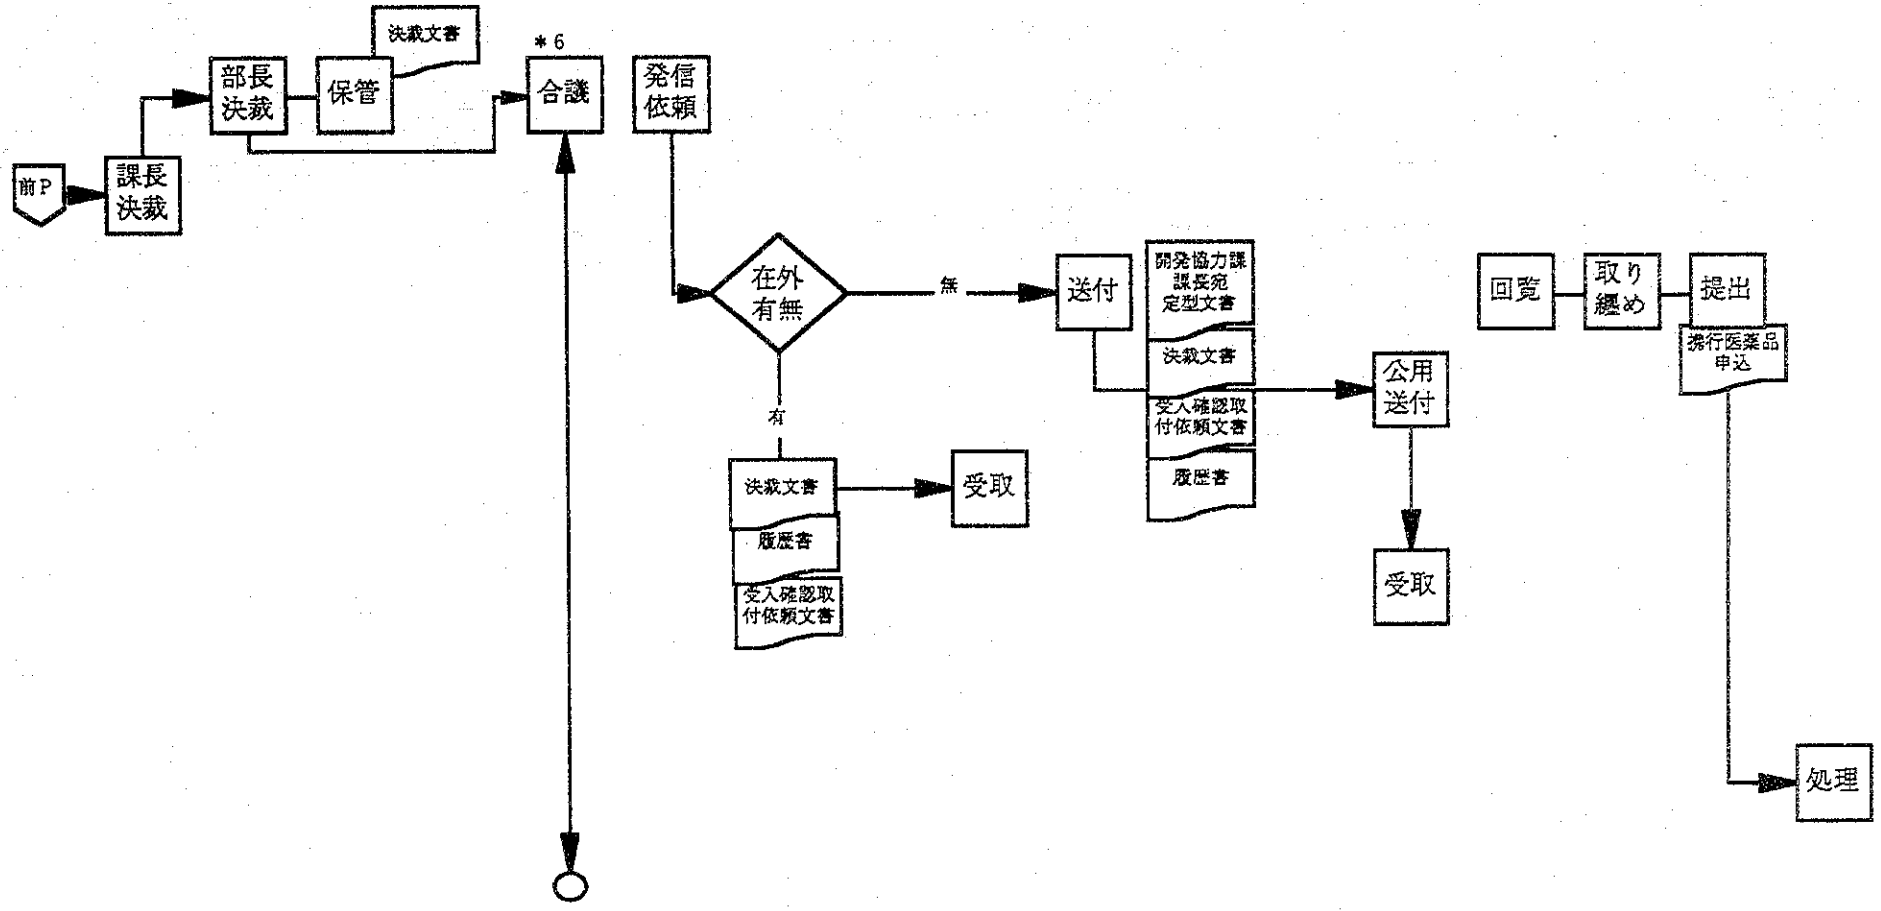 前P
課長
決裁
部長
決裁
保管
決裁文書
*6
合議
発信
依頼
在外
有無
無
有
決裁文書
履歴書
受入確認取
付依頼文書
受取
送付
開発協力課
課長宛
定型文書
決裁文書
受入確認取
付依頼文書
履歴書
公用
送付
受取
回覧
取り
纏め
提出
携行医薬品
申込
処理